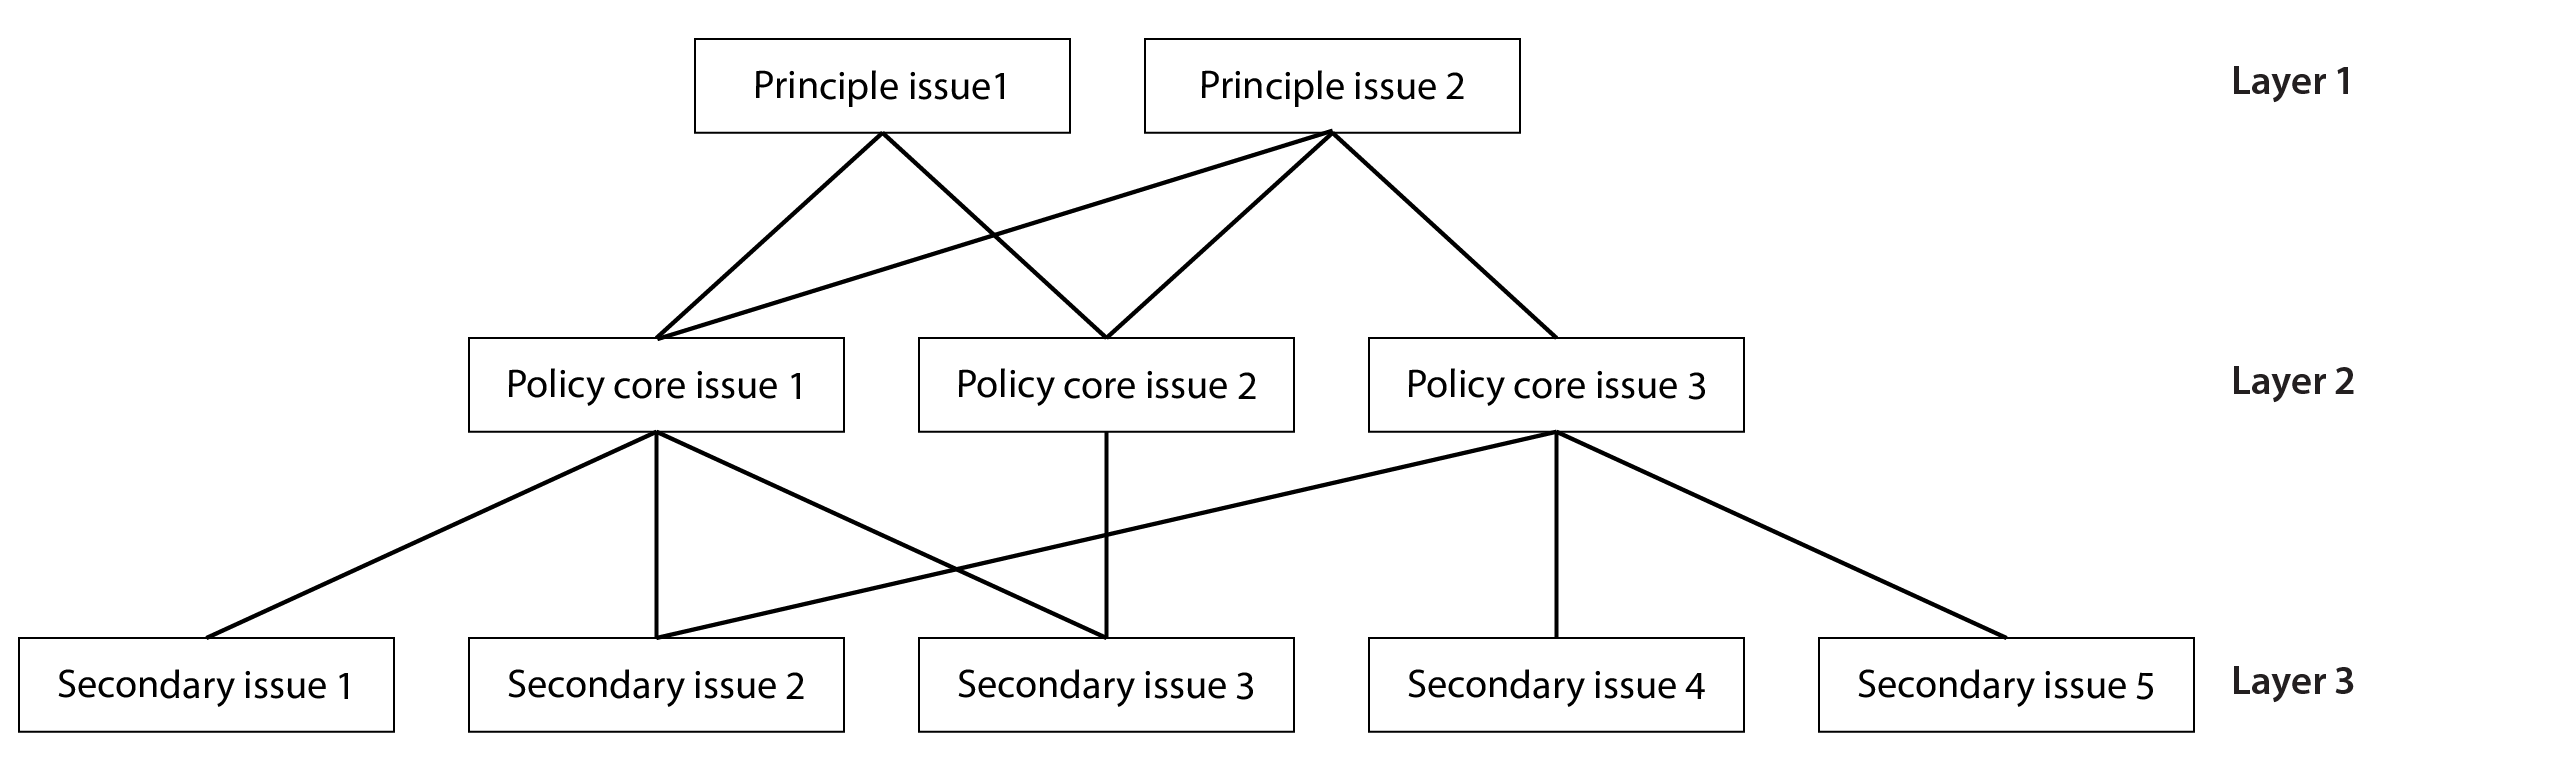 Principle issue1
Principle issue 2
Layer 1
Policy core issue 1
Policy core issue 2
Policy core issue 3
Layer 2
Secondary issue 1
Secondary issue 2
Secondary issue 3
Secondary issue 4
Secondary issue 5
Layer 3